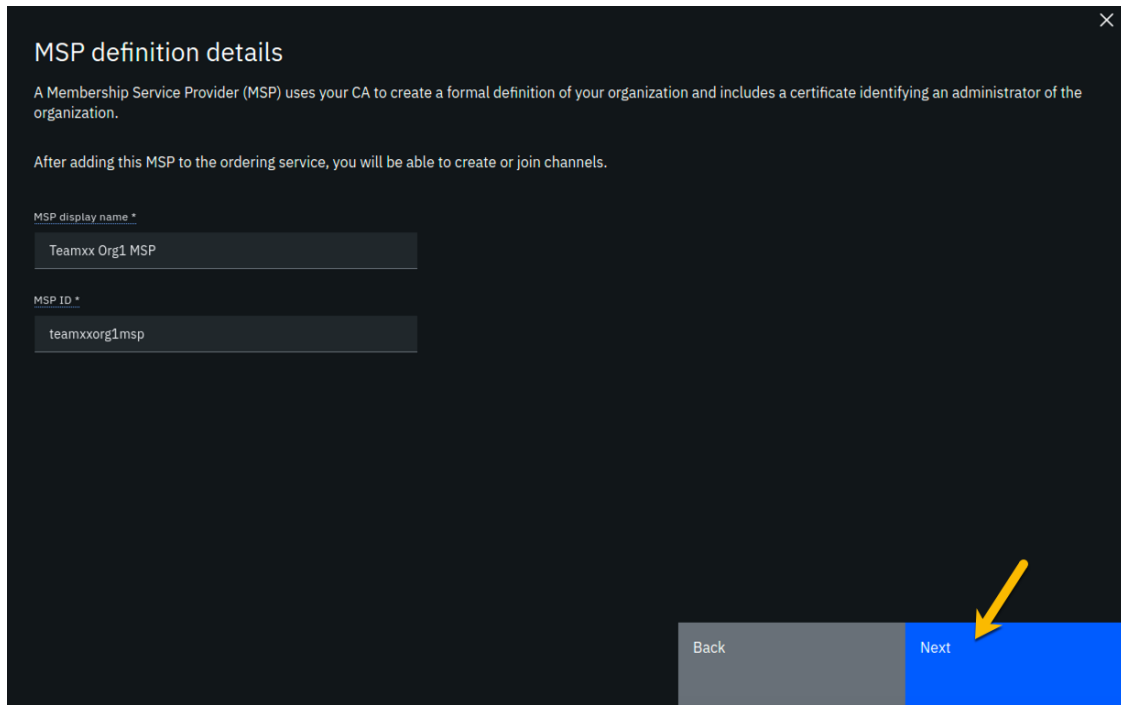 MSP definition details
A Membership Service Provider (MSP) uses your CA to create a formal definition of your organization and includes a certificate identifying an administrator of the
organization.
After adding this MSP to the ordering service, you will be able to create or join channels.
MSP display name *
Teamxx Org1 MSP
MSP ID *
teamxxorg1msp
Back
Next